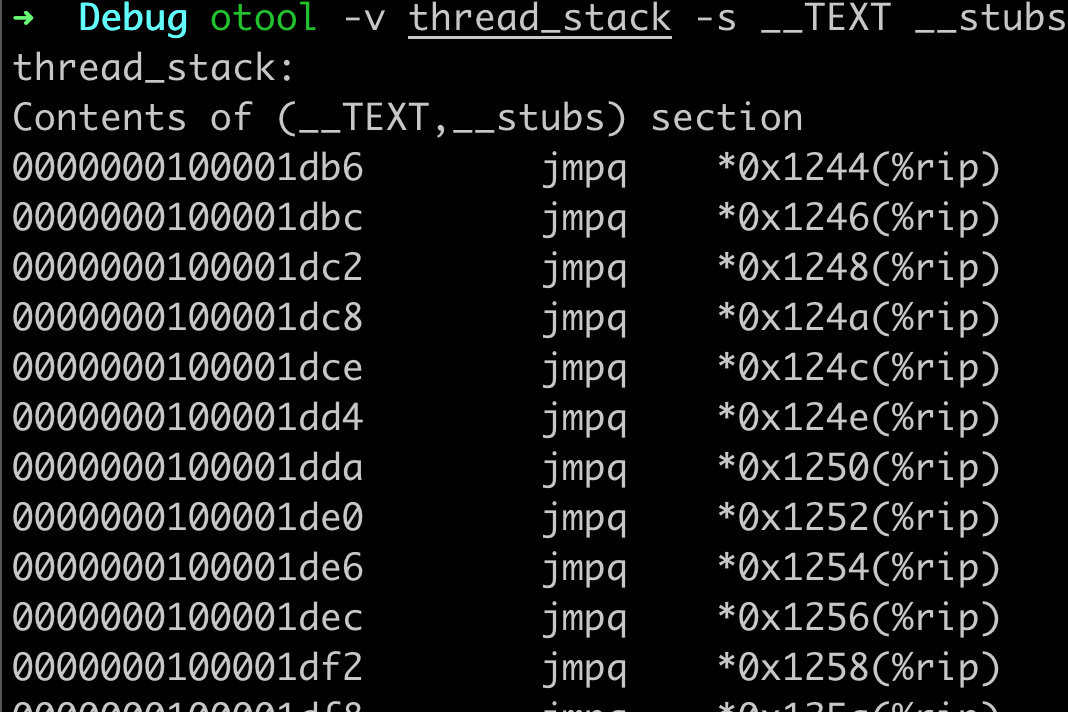 → Debug otool -v thread_stack -s __TEXT __stubs
thread_stack:
Contents of (__TEXT,__stubs) section
0000000100001db6 jmpq *0x1244(%rip)
0000000100001dbc jmpq *0x1246(%rip)
0000000100001dc2 jmpq *0x1248(%rip)
0000000100001dc8 jmpq *0x124a(%rip)
0000000100001dce jmpq *0x124c(%rip)
0000000100001dd4 jmpq *0x124e(%rip)
0000000100001dda jmpq *0x1250(%rip)
0000000100001de0 jmpq *0x1252(%rip)
0000000100001de6 jmpq *0x1254(%rip)
0000000100001dec jmpq *0x1256(%rip)
0000000100001df2 jmpq *0x1258(%rip)